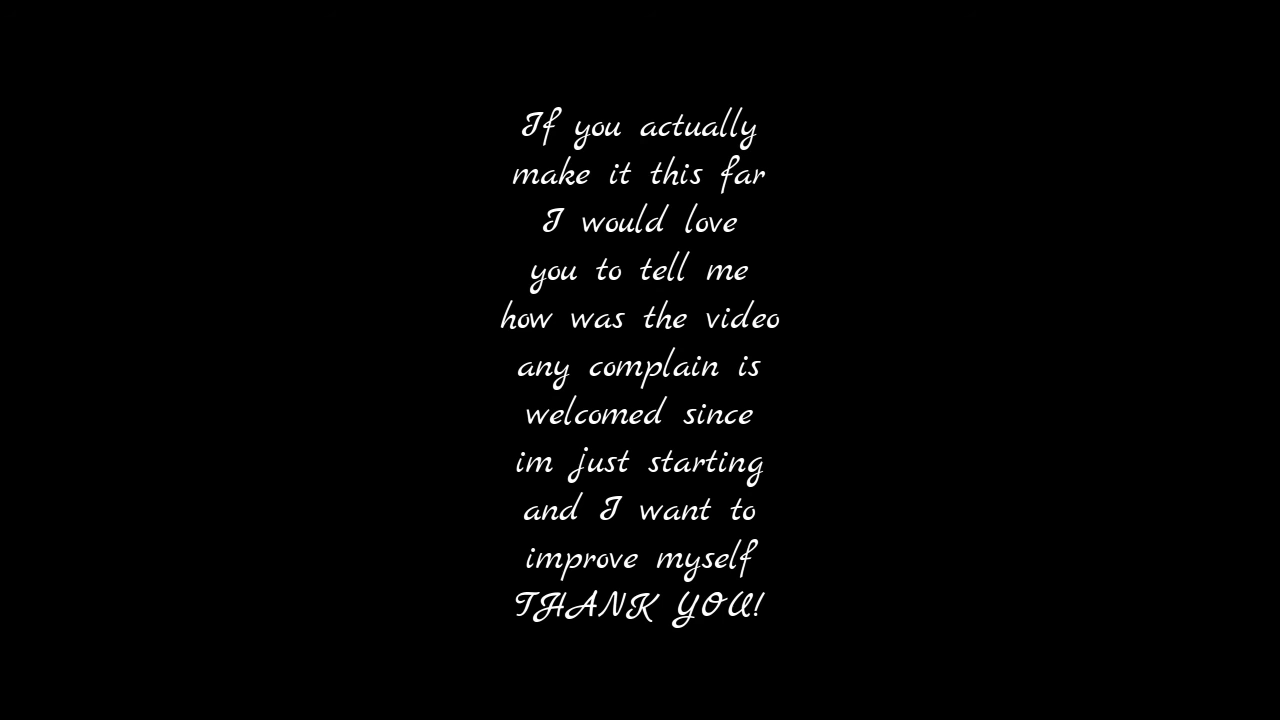 If you actually
make it this far
I would love
you to tell me
how was the video
any complain is
welcomed since
im just starting
and I want to
improve myself
THANK YOU!